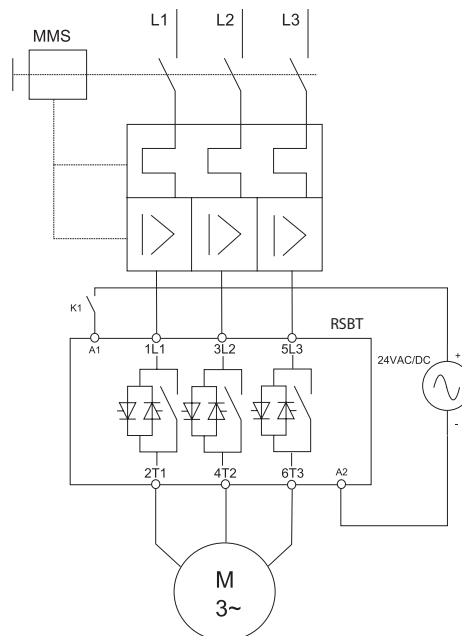 L1 L2 L3
MMS
K1
RSBT
A1 1L1 3L2 5L3
24VAC/DC
+
-
2T1 4T2 6T3 A2
M
3~